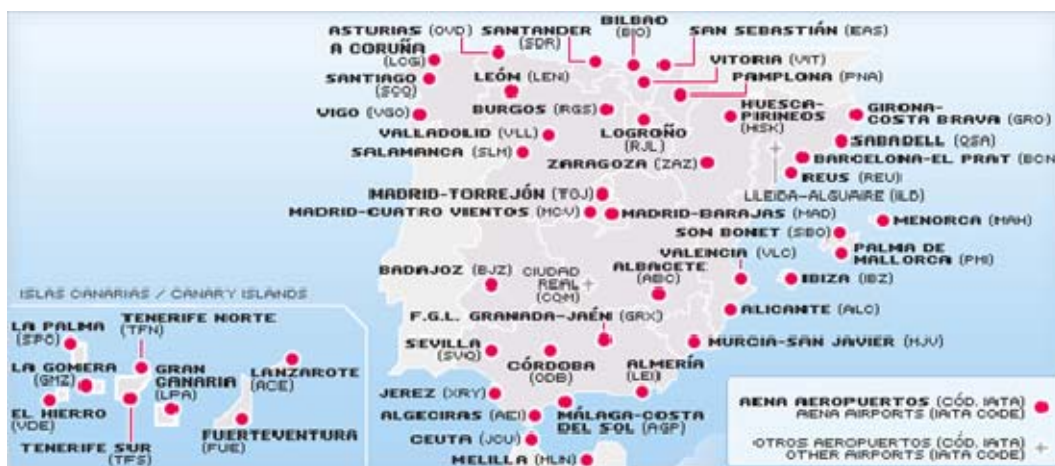 ASTURIAS (OVD)
SANTANDER
(SDR)
BILBAO
(BIO)
SAN SEBASTIÁN (EAS)
A CORUÑA
(LCG)
VITORIA (VIT)
SANTIAGO
(SCQ)
LEÓN (LEN)
PAMPLONA (PNA)
VIGO (VGO)
BURGOS (RGS)
HUESCA-
PIRINEOS
(HSK)
GIRONA-
COSTA BRAVA (GRO)
VALLADOLID (VLL)
LOGROÑO
(RJL)
SABADELL (QSA)
SALAMANCA (SLM)
ZARAGOZA (ZAZ)
BARCELONA-EL PRAT (BCN
REUS (REU)
MADRID-TORREJÓN (TOJ)
LLEIDA-ALGUAIRE (ILD)
MADRID-CUATRO VIENTOS (MCV)
MADRID-BARAJAS (MAD)
MENORCA (MAH)
SON BONET (SBO)
VALENCIA (VLC)
PALMA DE
MALLORCA (PMI)
BADAJOZ (BJZ)
CIUDAD
REAL
(CQM)
ALBACETE
(ABC)
IBIZA (IBZ)
ISLAS CANARIAS / CANARY ISLANDS
F.G.L. GRANADA-JAÉN (GRX)
ALICANTE (ALC)
LA PALMA
(SPC)
TENERIFE NORTE
(TFN)
SEVILLA
(SVQ)
CÓRDOBA
(ODB)
ALMERÍA
(LEI)
MURCIA-SAN JAVIER (MJV)
LA GOMERA
(GMZ)
GRAN
CANARIA
(LPA)
LANZAROTE
(ACE)
JEREZ (XRY)
EL HIERRO
(VDE)
ALGECIRAS (AEI)
MÁLAGA-COSTA
DEL SOL (AGP)
FUERTEVENTURA
(FUE)
TENERIFE SUR
(TFS)
CEUTA (JCU)
MELILLA (MLN)
AENA AEROPUERTOS (CÓD. IATA)
AENA AIRPORTS (IATA CODE)
OTROS AEROPUERTOS (CÓD. IATA)
OTHER AIRPORTS (IATA CODE)